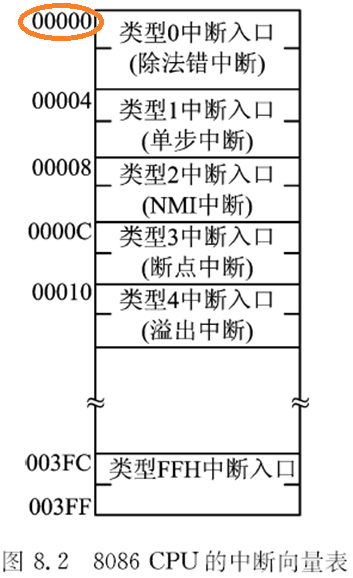 00000
类型0中断入口
(除法错中断)
00004
类型1中断入口
(单步中断)
00008
类型2中断入口
(NMI中断)
0000C
类型3中断入口
(断点中断)
00010
类型4中断入口
(溢出中断)
003FC
类型FFH中断入口
003FF
图 8.2 8086 CPU的中断向量表